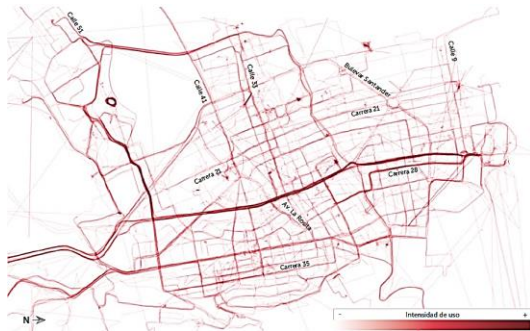 Calle 51
Calle 41
Calle 33
Bulevar Santander
Calle 9
Carrera 21
Carrera 25
Carrera 28
Av. La Rosita
Carrera 35
N
Intensidad de uso
-
+